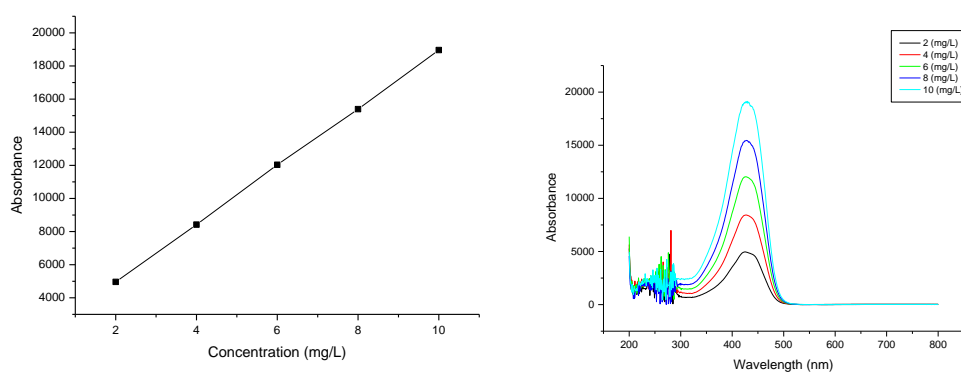 20000
18000
16000
14000
12000
10000
8000
6000
4000
Absorbance
2
4
6
8
10
Concentration (mg/L)
2 (mg/L)
4 (mg/L)
6 (mg/L)
8 (mg/L)
10 (mg/L)
20000
15000
10000
5000
0
Absorbance
200
300
400
500
600
700
800
Wavelength (nm)